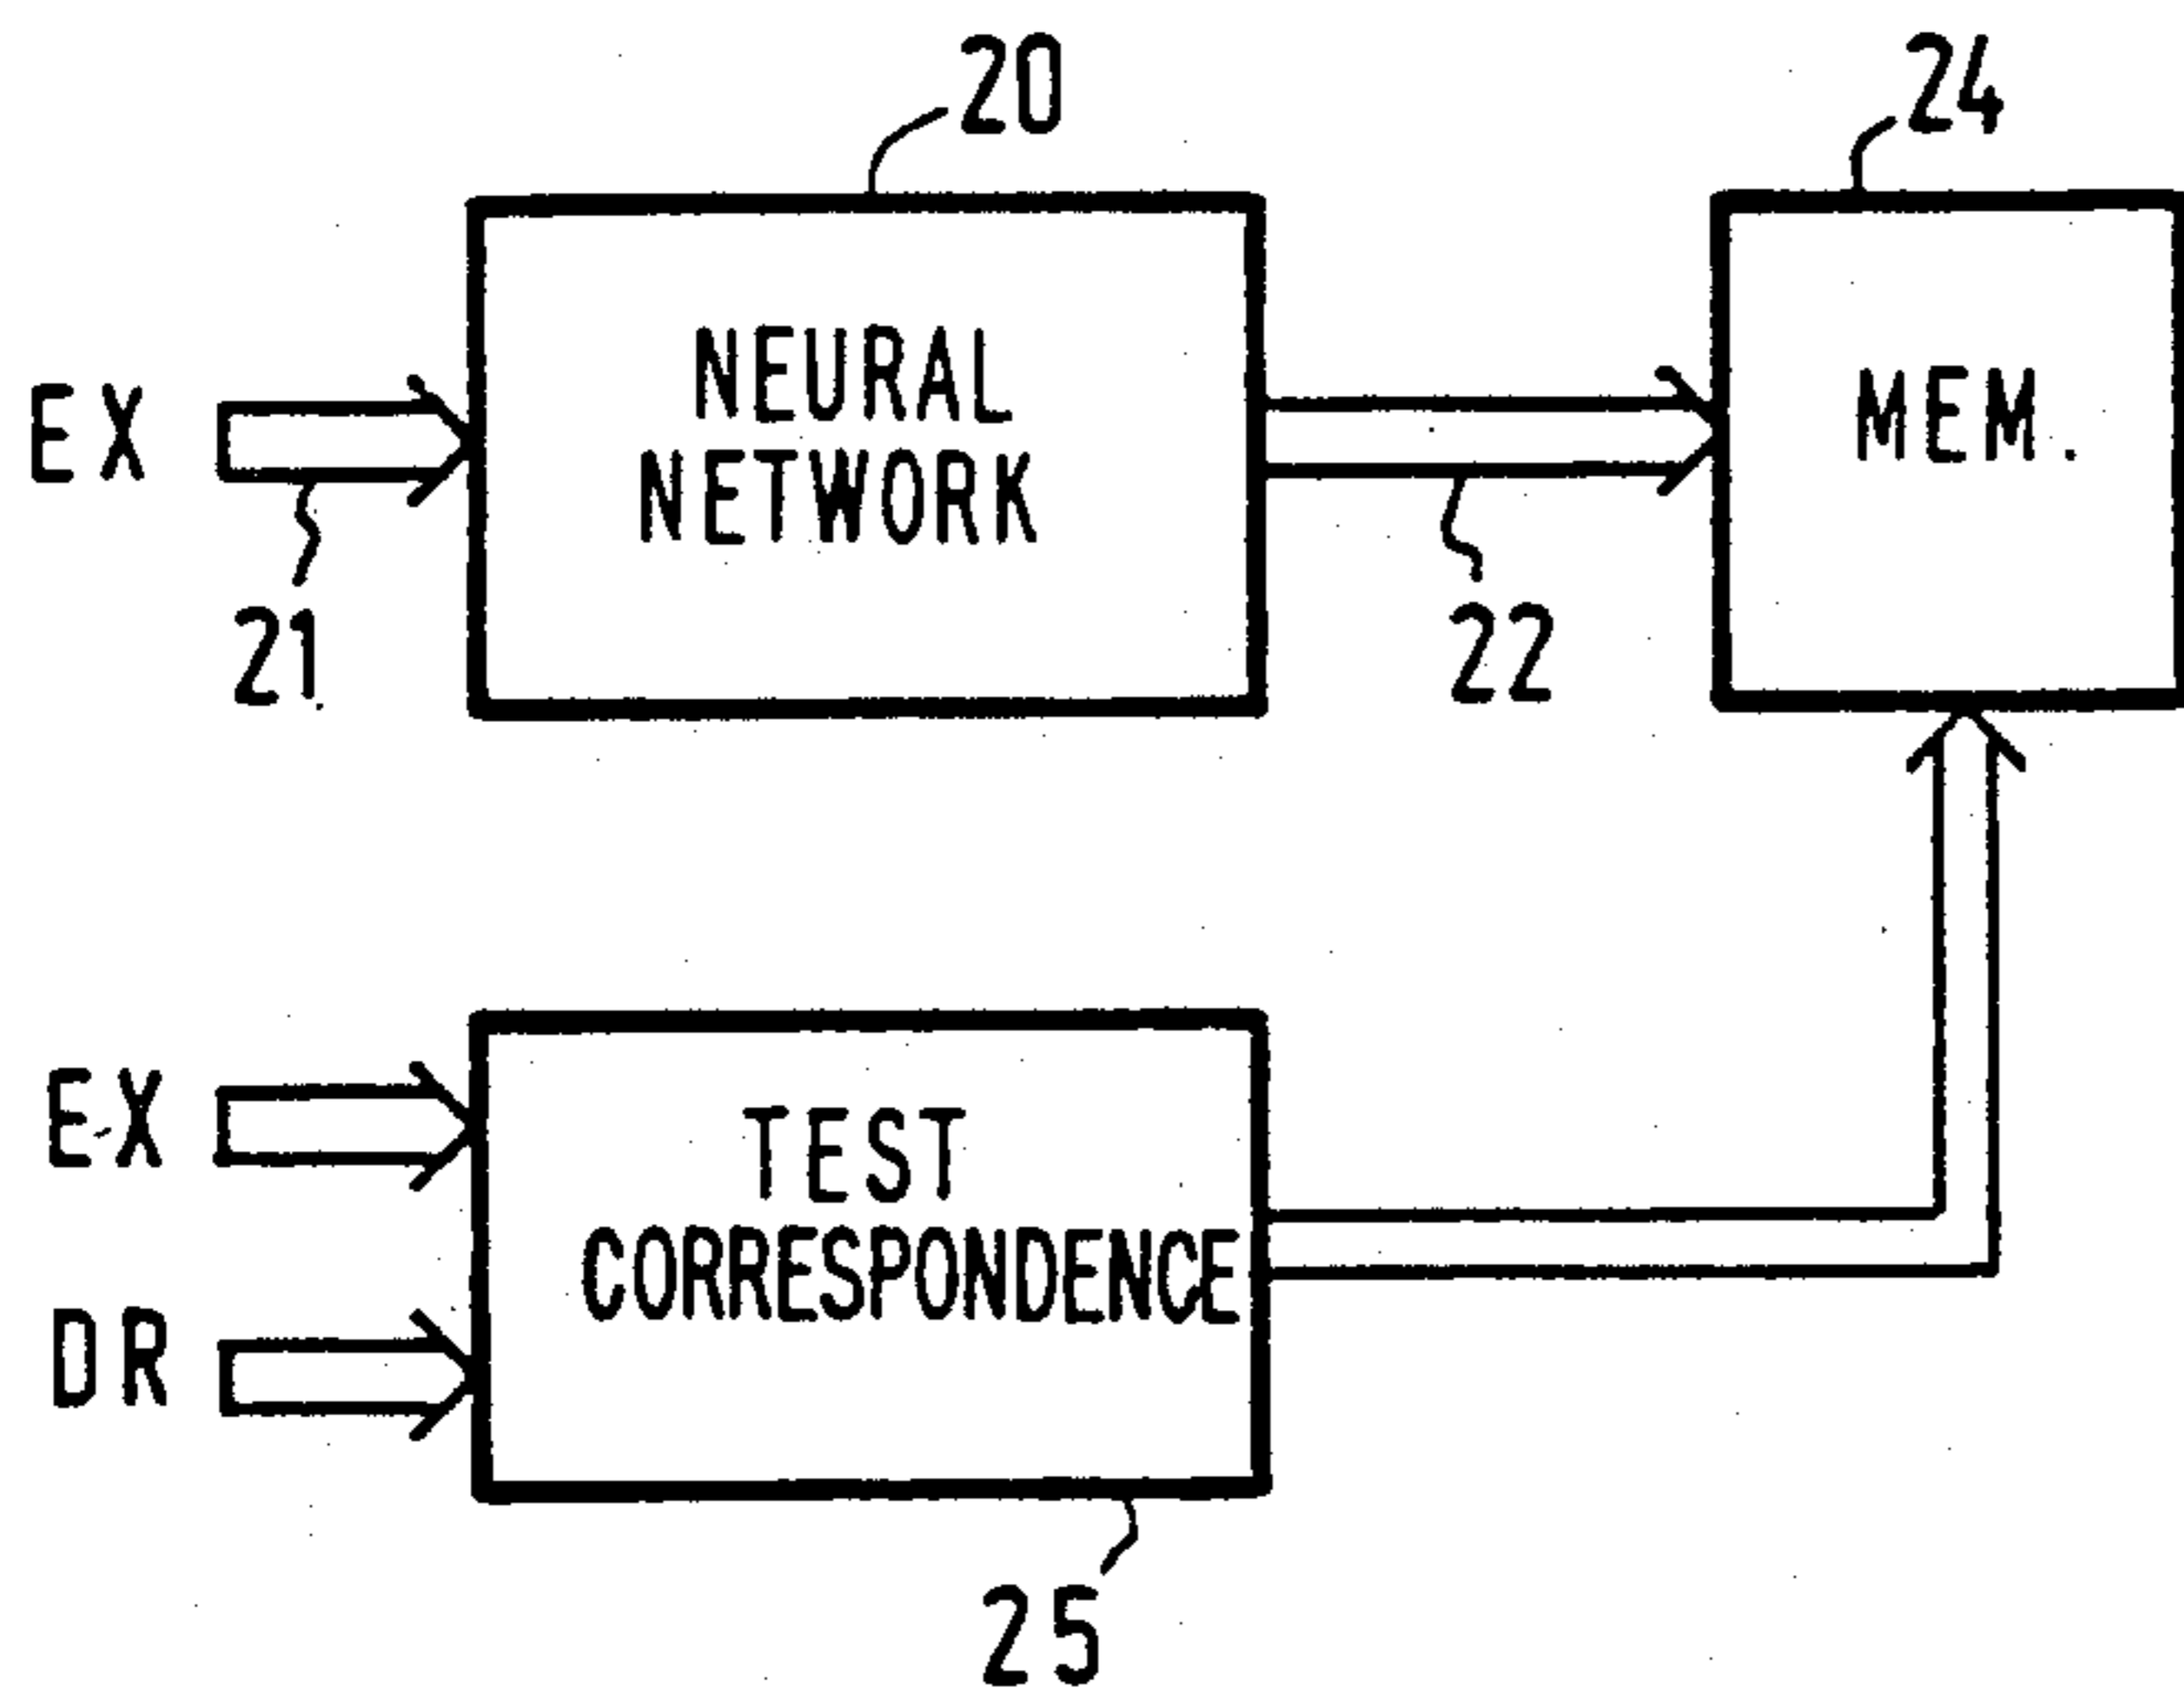 20
24
EX
NEURAL
NETWORK
MEM.
21
22
EX
TEST
CORRESPONDENCE
DR
25